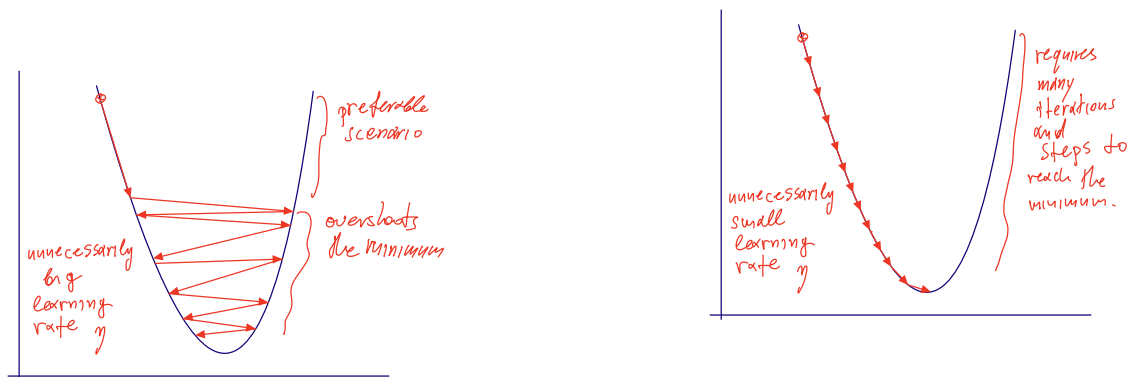 preferable
scenario
overshoots
the minimum
unnecessarily
big
learning
rate η
requires
many
iterations
and
steps to
reach the
minimum.
unnecessarily
small
learning
rate η